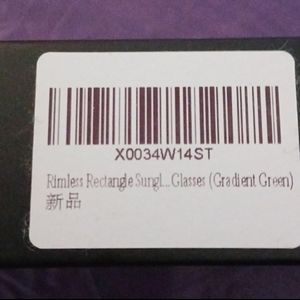 X0034W14ST
Rimless Rectangle Sungl...Glasses (Gradient Green)
新品